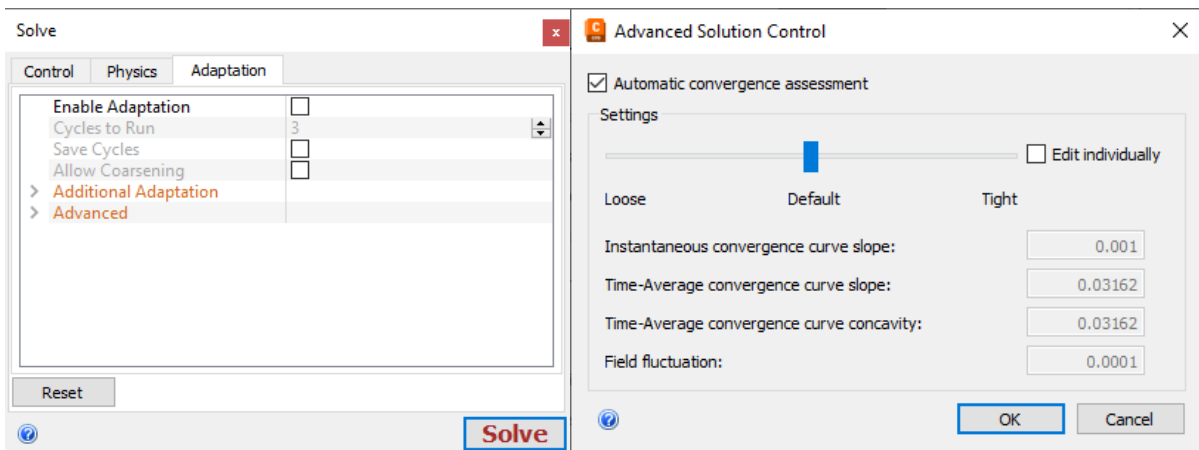 Solve
x
Control Physics Adaptation
Enable Adaptation
Cycles to Run 3
Save Cycles
Allow Coarsening
> Additional Adaptation
> Advanced
Reset
?
Solve
C
CFD
Advanced Solution Control
Automatic convergence assessment
Settings
Edit individually
Loose Default Tight
Instantaneous convergence curve slope: 0.001
Time-Average convergence curve slope: 0.03162
Time-Average convergence curve concavity: 0.03162
Field fluctuation: 0.0001
?
OK Cancel